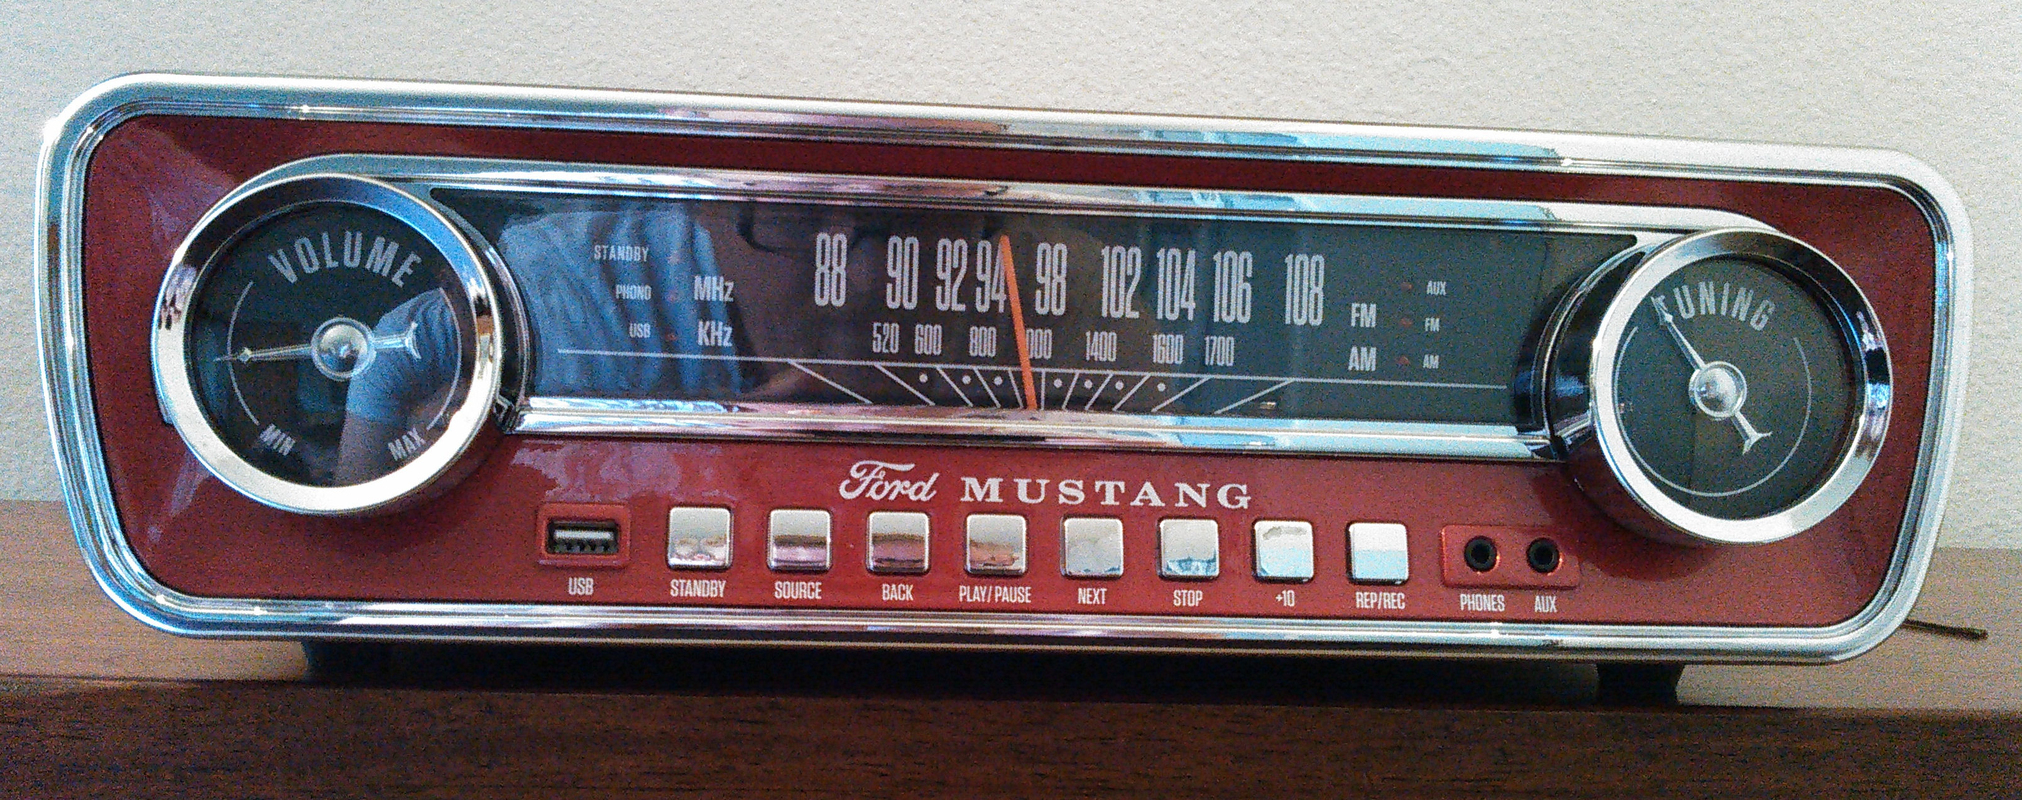 VOLUME
MIN MAX
STANDBY
PHONO
USB
MHz 88 90 92 94 98 102 104 106 108 FM
KHz 520 600 800 1400 1600 1700 AM
AUX
FM
AM
TUNING
Ford MUSTANG
USB STANDBY SOURCE BACK PLAY/PAUSE NEXT STOP +10 REP/REC PHONES AUX